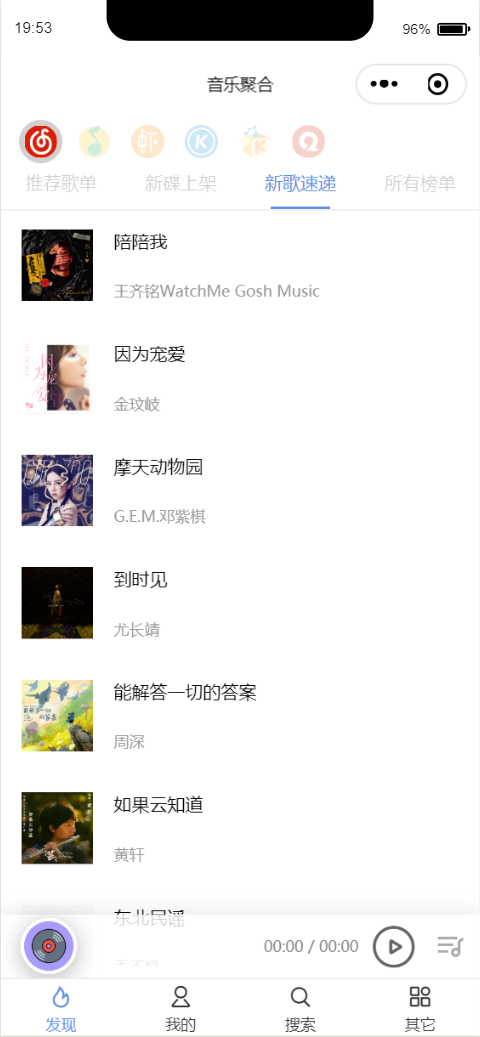 19:53
96%
音乐聚合
推荐歌单 新碟上架 新歌速递 所有榜单
陪陪我
王齐铭WatchMe Gosh Music
因为宠爱
金玟岐
摩天动物园
G.E.M.邓紫棋
到时见
尤长靖
能解答一切的答案
周深
如果云知道
黄轩
东北民谣
00:00 / 00:00
发现 我的 搜索 其它